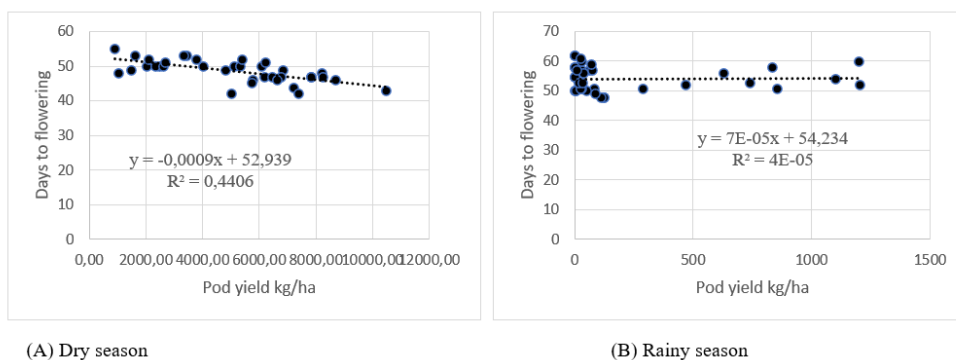 60
50
40
30
20
10
0
Days to flowering
y = -0,0009x + 52,939
R² = 0,4406
0,00 2000,00 4000,00 6000,00 8000,00 10000,00 12000,00
Pod yield kg/ha
70
60
50
40
30
20
10
0
Days to flowering
y = 7E-05x + 54,234
R² = 4E-05
0 500 1000 1500
Pod yield kg/ha
(A) Dry season
(B) Rainy season